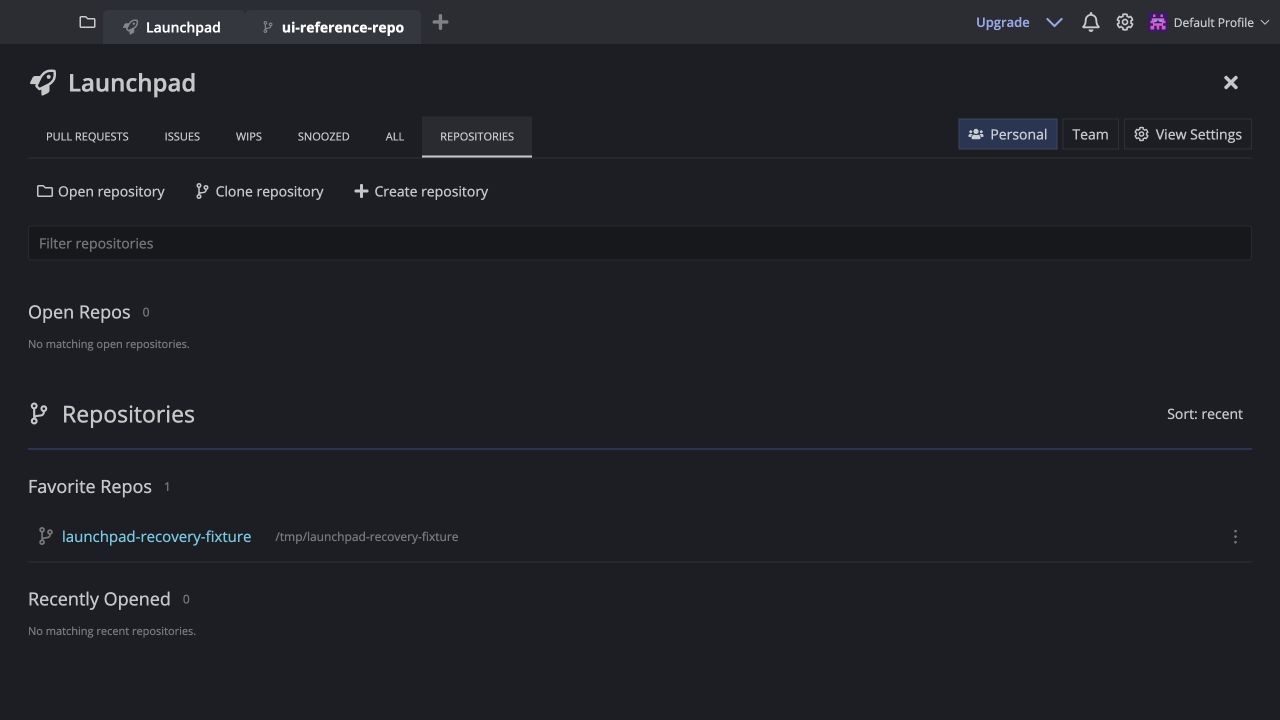 Launchpad
ui-reference-repo
Upgrade
Default Profile
Launchpad
PULL REQUESTS
ISSUES
WIPS
SNOOZED
ALL
REPOSITORIES
Personal
Team
View Settings
Open repository
Clone repository
Create repository
Filter repositories
Open Repos 0
No matching open repositories.
Repositories
Sort: recent
Favorite Repos 1
launchpad-recovery-fixture /tmp/launchpad-recovery-fixture
Recently Opened 0
No matching recent repositories.